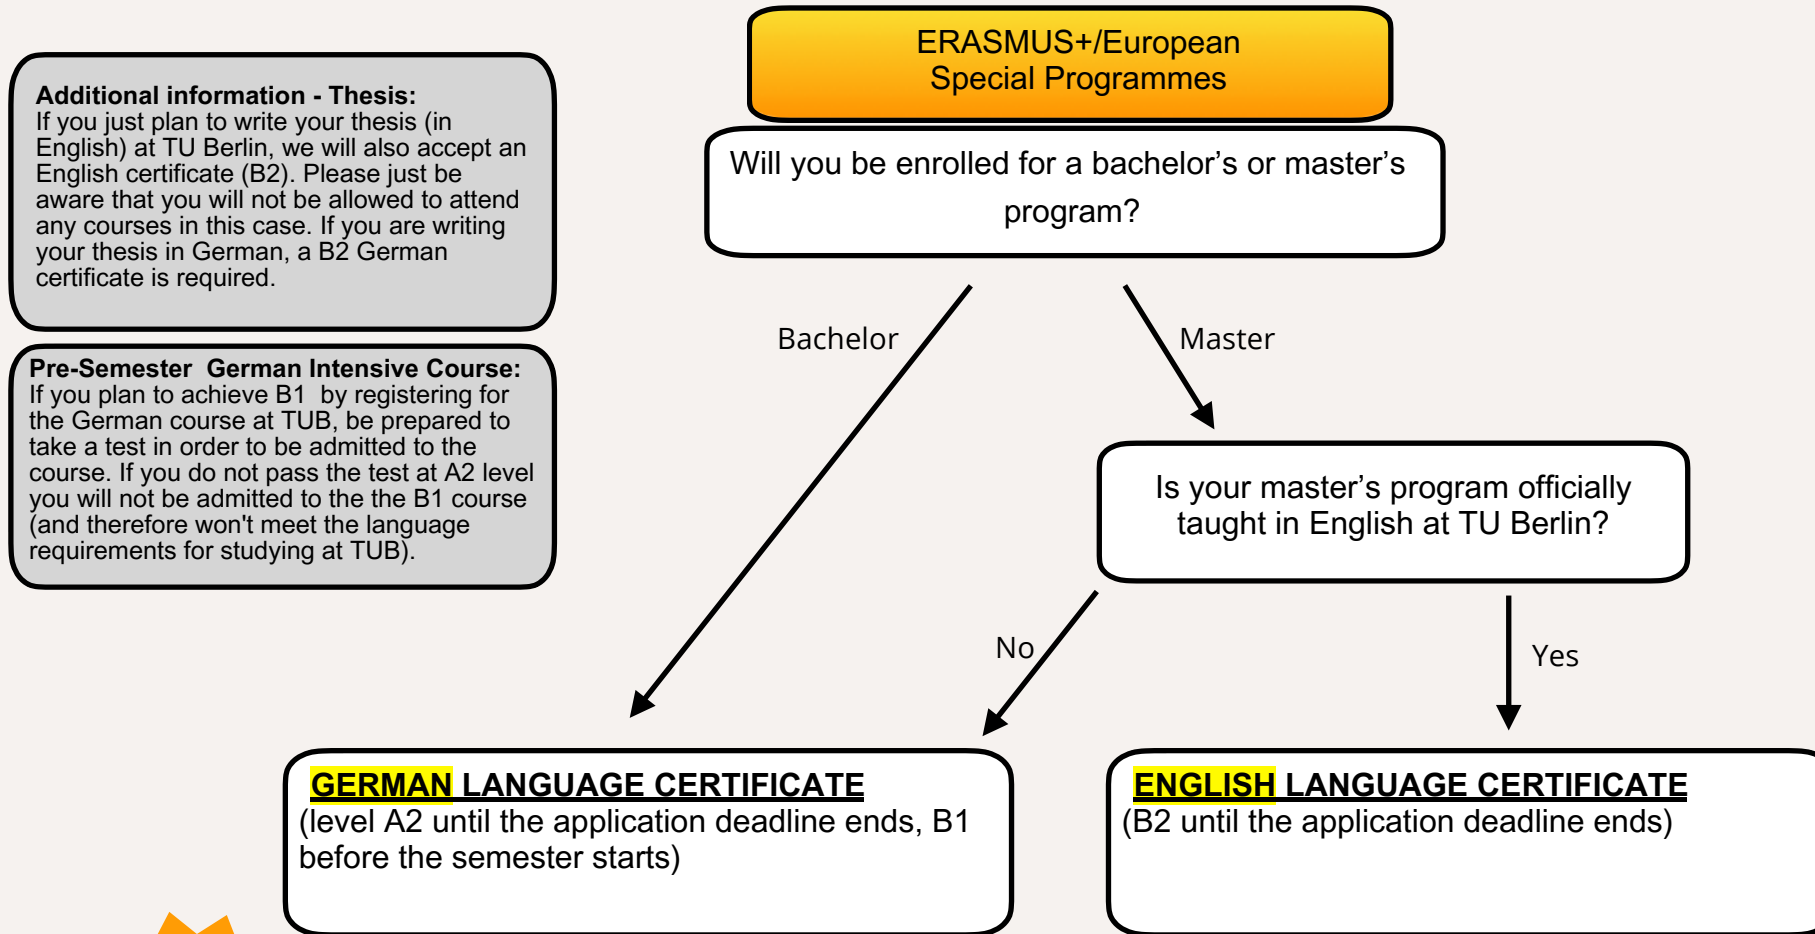 ERASMUS+/European
Special Programmes
Additional information - Thesis:
If you just plan to write your thesis (in
English) at TU Berlin, we will also accept an
English certificate (B2). Please just be
aware that you will not be allowed to attend
any courses in this case. If you are writing
your thesis in German, a B2 German
certificate is required.
Will you be enrolled for a bachelor's or master's
program?
Bachelor
Master
Pre-Semester German Intensive Course:
If you plan to achieve B1 by registering for
the German course at TUB, be prepared to
take a test in order to be admitted to the
course. If you do not pass the test at A2 level
you will not be admitted to the the B1 course
(and therefore won't meet the language
requirements for studying at TUB).
Is your master's program officially
taught in English at TU Berlin?
No
Yes
GERMAN LANGUAGE CERTIFICATE
(level A2 until the application deadline ends, B1
before the semester starts)
ENGLISH LANGUAGE CERTIFICATE
(B2 until the application deadline ends)